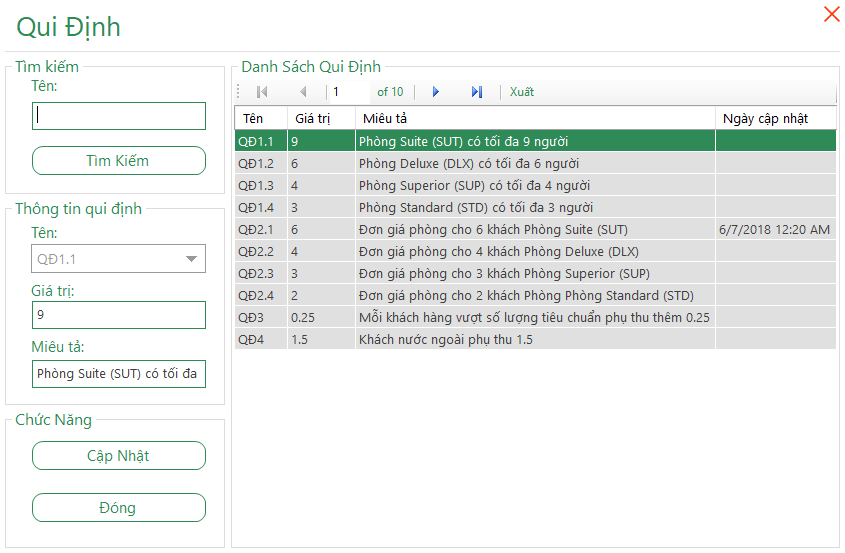 Qui Định
Tìm kiếm
Tên:
Tìm Kiếm
Thông tin qui định
Tên:
QĐ1.1
Giá trị:
9
Miêu tả:
Phòng Suite (SUT) có tối đa
Chức Năng
Cập Nhật
Đóng
Danh Sách Qui Định
1 of 10 Xuất
Tên Giá trị Miêu tả Ngày cập nhật
QĐ1.1 9 Phòng Suite (SUT) có tối đa 9 người
QĐ1.2 6 Phòng Deluxe (DLX) có tối đa 6 người
QĐ1.3 4 Phòng Superior (SUP) có tối đa 4 người
QĐ1.4 3 Phòng Standard (STD) có tối đa 3 người
QĐ2.1 6 Đơn giá phòng cho 6 khách Phòng Suite (SUT) 6/7/2018 12:20 AM
QĐ2.2 4 Đơn giá phòng cho 4 khách Phòng Deluxe (DLX)
QĐ2.3 3 Đơn giá phòng cho 3 khách Phòng Superior (SUP)
QĐ2.4 2 Đơn giá phòng cho 2 khách Phòng Phòng Standard (STD)
QĐ3 0.25 Mỗi khách hàng vượt số lượng tiêu chuẩn phụ thu thêm 0.25
QĐ4 1.5 Khách nước ngoài phụ thu 1.5